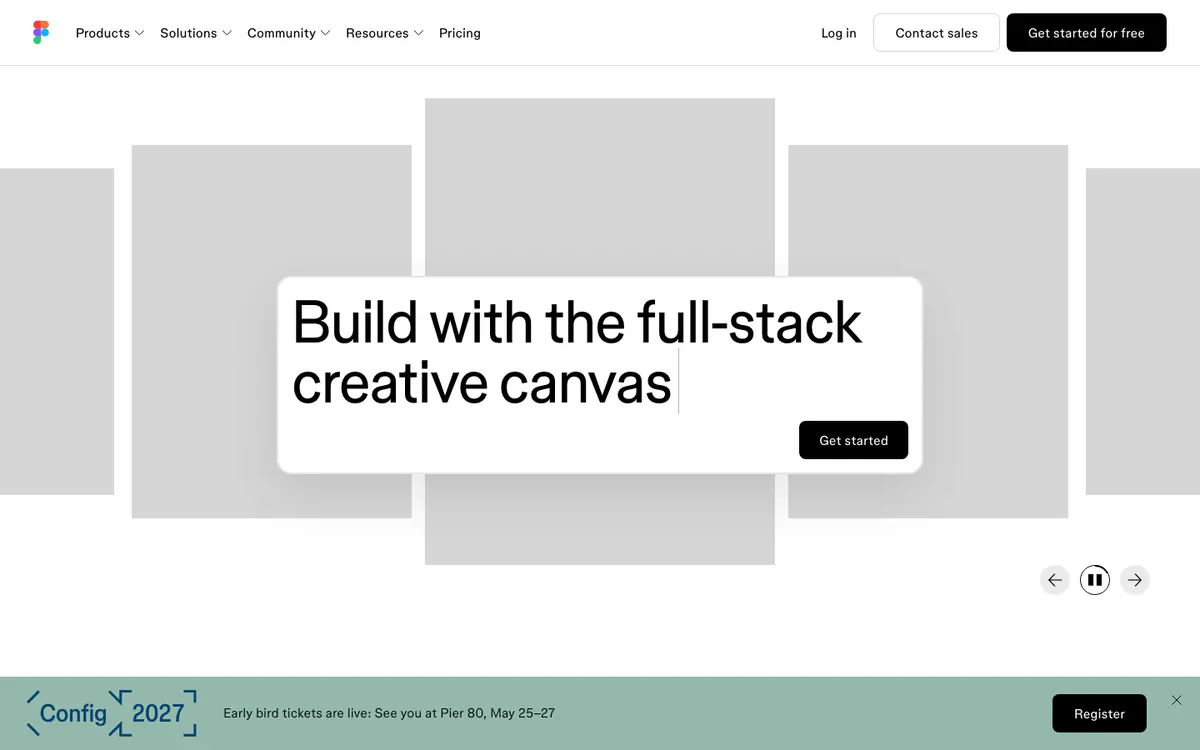 Products Solutions Community Resources Pricing Log in Contact sales Get started for free
Build with the full-stack
creative canvas
Get started
Config 2027 Early bird tickets are live: See you at Pier 80, May 25–27 Register